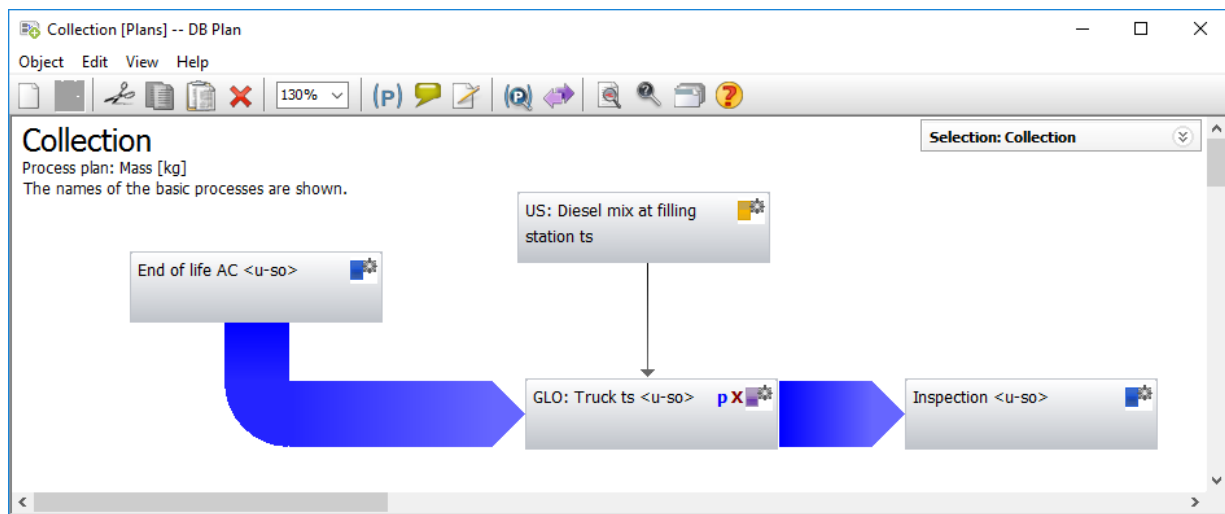 Collection [Plans] -- DB Plan
Object Edit View Help
130% (P) (P) ?
Collection
Selection: Collection
Process plan: Mass [kg]
The names of the basic processes are shown.
US: Diesel mix at filling
station ts
End of life AC <u-so>
GLO: Truck ts <u-so> p X
Inspection <u-so>